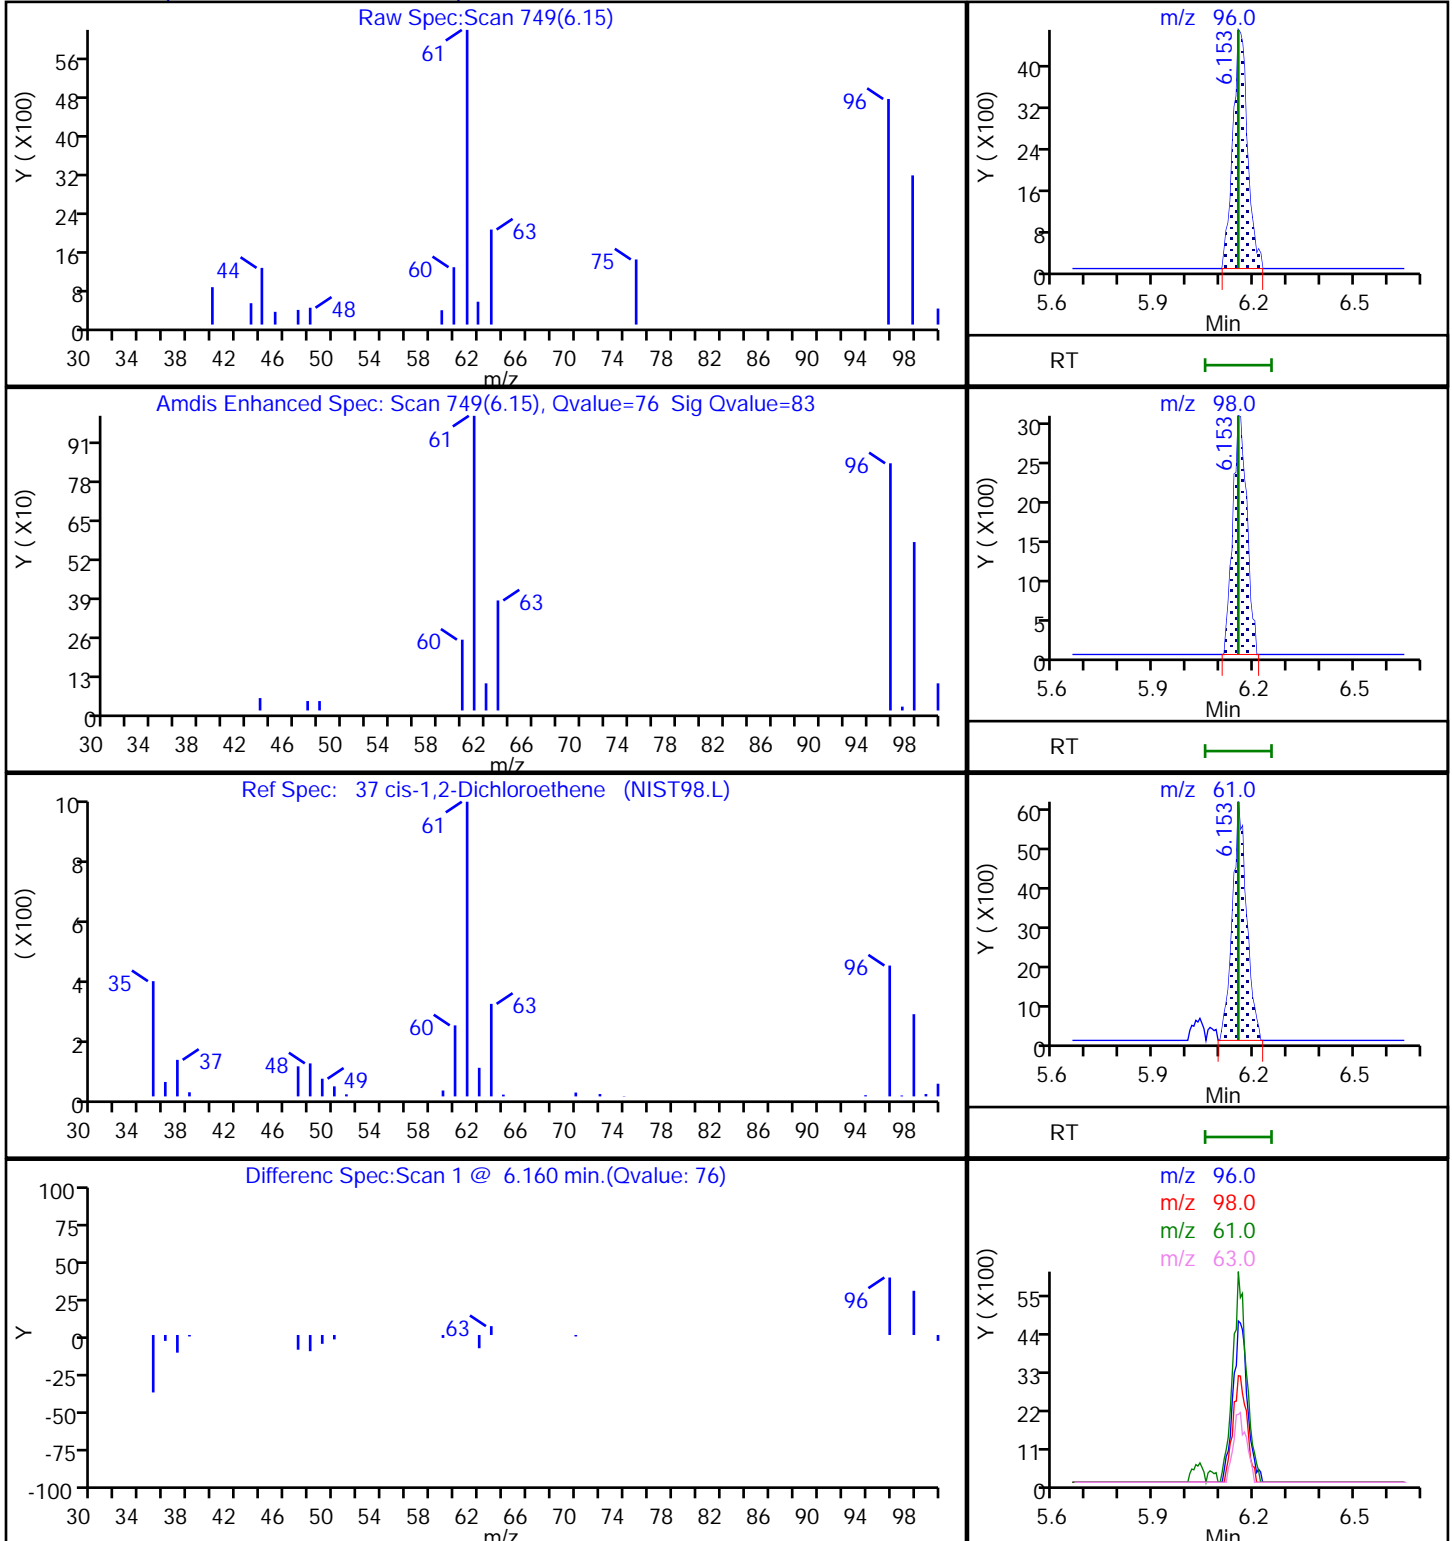 Raw Spec:Scan 749(6.15)
Y ( X100)
56
48
40
32
24
16
8
0
61
96
63
75
60
44
48
30 34 38 42 46 50 54 58 62 66 70 74 78 82 86 90 94 98
m/z
m/z 96.0
Y ( X100)
40
32
24
16
8
0
6.153
5.6 5.9 6.2 6.5
Min
RT
Amdis Enhanced Spec: Scan 749(6.15), Qvalue=76 Sig Qvalue=83
Y ( X10)
91
78
65
52
39
26
13
0
61
96
63
60
30 34 38 42 46 50 54 58 62 66 70 74 78 82 86 90 94 98
m/z
m/z 98.0
Y ( X100)
30
25
20
15
10
5
0
6.153
5.6 5.9 6.2 6.5
Min
RT
Ref Spec: 37 cis-1,2-Dichloroethene (NIST98.L)
( X100)
10
8
6
4
2
0
61
96
35
63
60
37
48
49
30 34 38 42 46 50 54 58 62 66 70 74 78 82 86 90 94 98
m/z 61.0
Y ( X100)
60
50
40
30
20
10
0
6.153
5.6 5.9 6.2 6.5
Min
RT
Differenc Spec:Scan 1 @ 6.160 min.(Qvalue: 76)
Y
100
75
50
25
0
-25
-50
-75
-100
96
63
30 34 38 42 46 50 54 58 62 66 70 74 78 82 86 90 94 98
m/z
m/z 96.0
m/z 98.0
m/z 61.0
m/z 63.0
Y ( X100)
55
44
33
22
11
0
5.6 5.9 6.2 6.5
Min